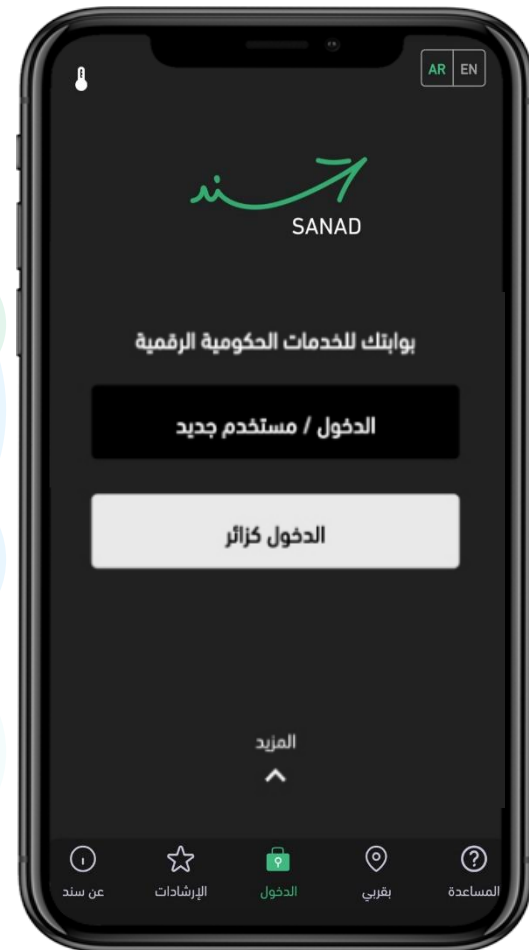 AR EN
سند
SANAD
بوابتك للخدمات الحكومية الرقمية
الدخول / مستخدم جديد
الدخول كزائر
المزيد
المساعدة
بقربي
الدخول
الإرشادات
عن سند